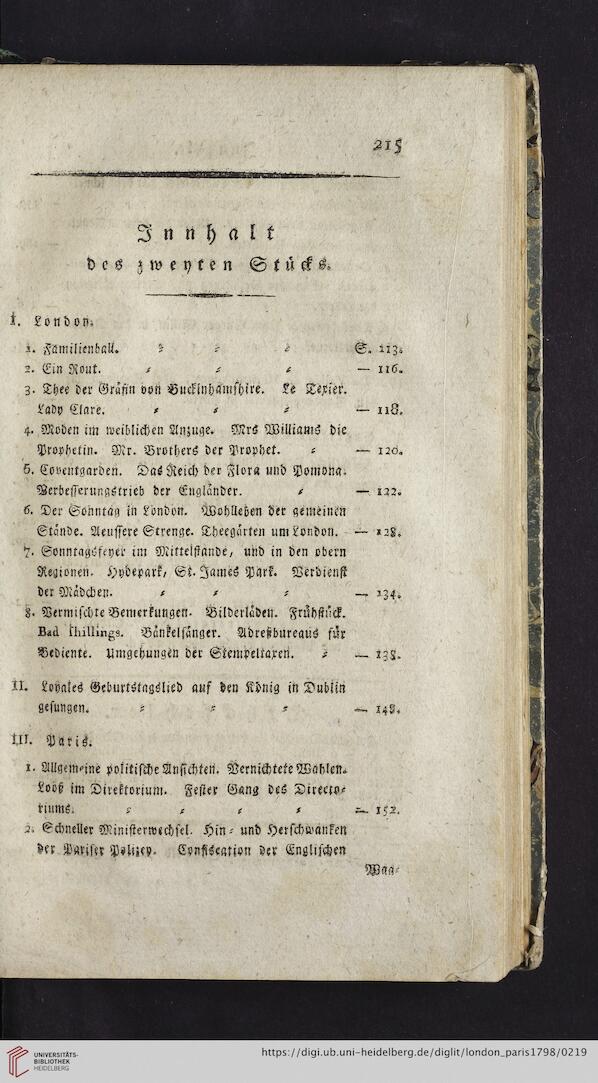 215
Innhalt
des zweyten Stücks.
I. London.
1. Familienball. S. 113.
2. Ein Rout. — 116.
3. Thee der Gräfin von Buckinhamshire. Le Texier.
Lady Clare. — 118.
4. Moden im weiblichen Anzuge. Mrs Williams die
Prophetin. Mr. Brothers der Prophet. — 120.
5. Coventgarden. Das Reich der Flora und Pomona.
Verbesserungstrieb der Engländer. — 122.
6. Der Sonntag in London. Wohlleben der gemeinen
Stände. Aeussere Strenge. Theegärten um London. — 128.
7. Sonntagsfeyer im Mittelstande, und in den obern
Regionen. Hydepark, St. James Park. Verdienst
der Mädchen. — 134.
8. Vermischte Bemerkungen. Bilderläden. Frühstück.
Bad shillings. Bänkelsänger. Adreßbureaus für
Bediente. Umgehungen der Stempeltaxen. — 138.
II. Loyales Geburtstagslied auf den König in Dublin
gesungen. — 148.
III. Paris.
1. Allgemeine politische Ansichten. Vernichtete Wahlen.
Looß im Direktorium. Fester Gang des Directo-
riums. — 152.
2. Schneller Ministerwechsel. Hin- und Herschwanken
der Pariser Polizey. Confiscation der Englischen
Waa-
UNIVERSITÄTS-
BIBLIOTHEK
HEIDELBERG
https://digi.ub.uni-heidelberg.de/diglit/london_paris1798/0219